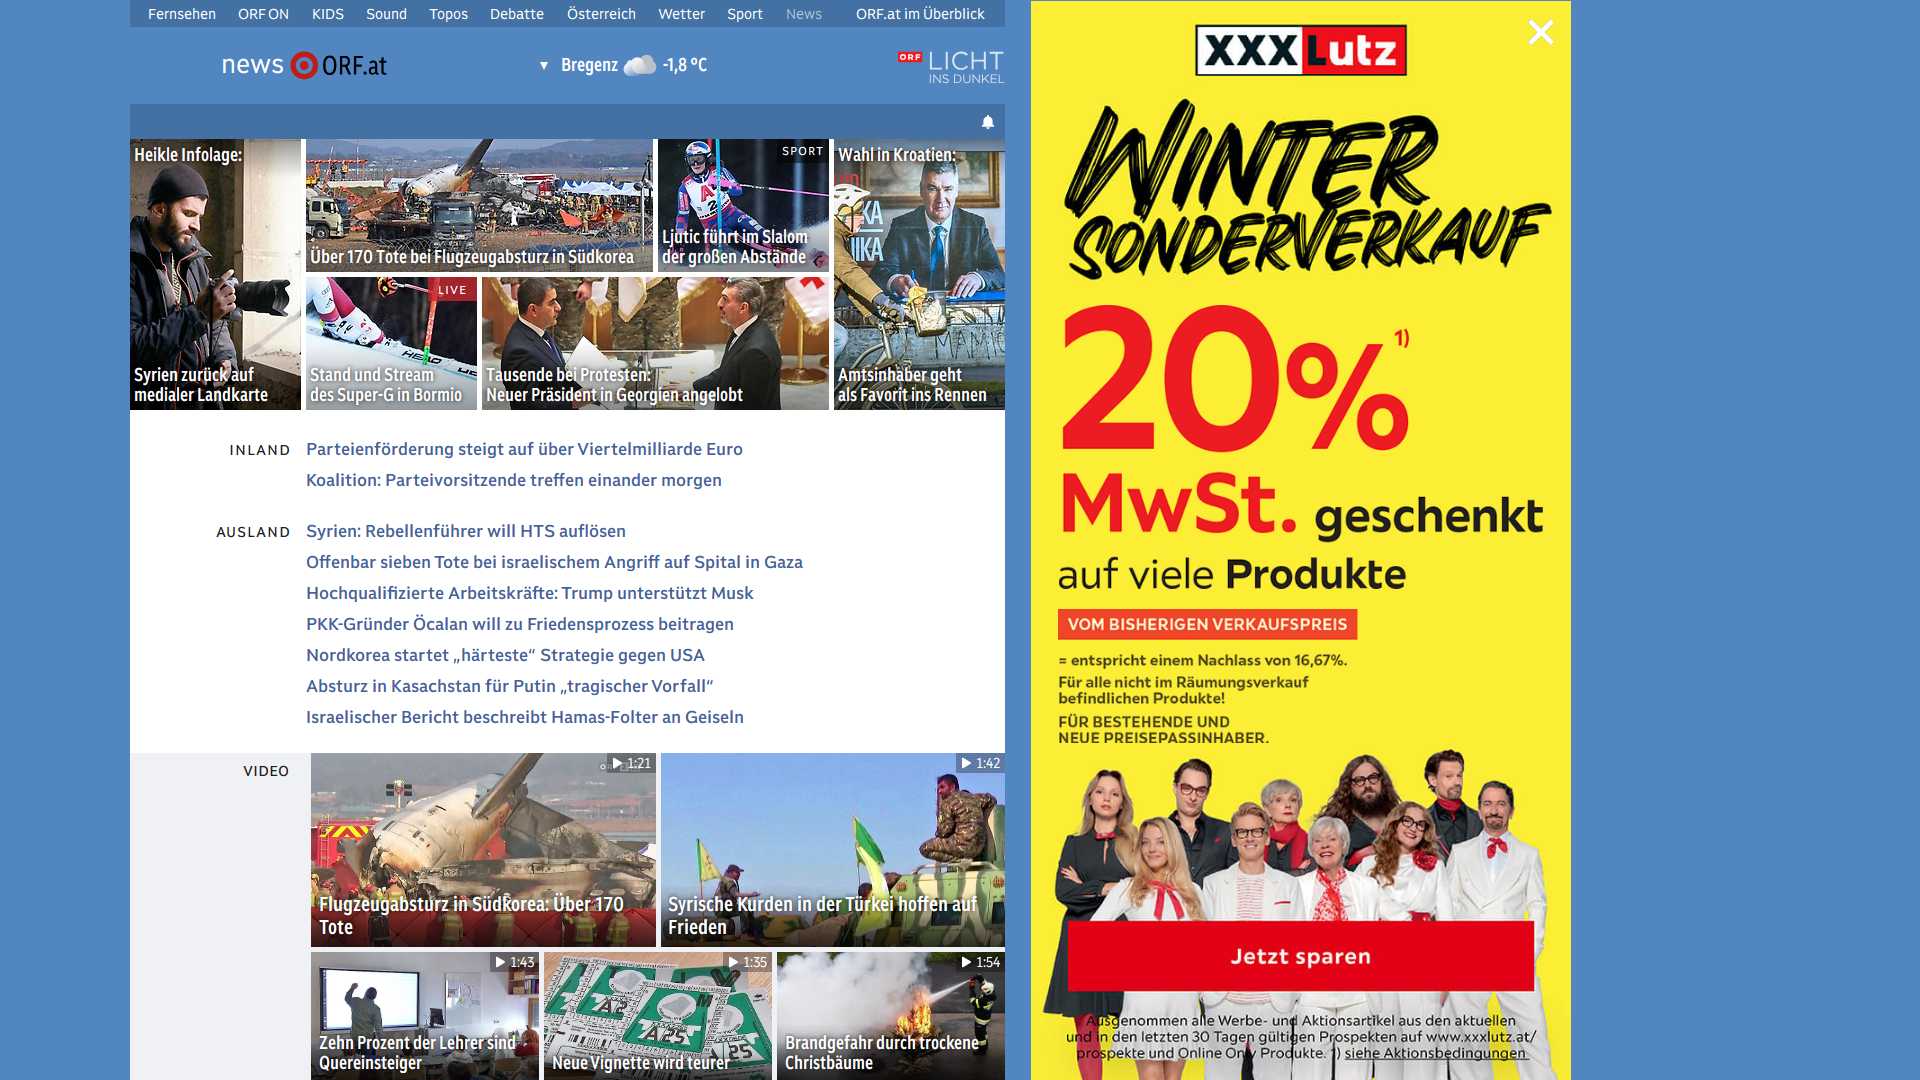 Fernsehen ORF ON KIDS Sound Topos Debatte Österreich Wetter Sport News ORF.at im Überblick
news ORF.at
▼ Bregenz -1,8 °C
ORF LICHT
INS DUNKEL
Heikle Infolage:
Syrien zurück auf
medialer Landkarte
Über 170 Tote bei Flugzeugabsturz in Südkorea
SPORT
Ljutic führt im Slalom
der großen Abstände
Wahl in Kroatien:
Amtsinhaber geht
als Favorit ins Rennen
LIVE
HEAD
Stand und Stream
des Super-G in Bormio
Tausende bei Protesten:
Neuer Präsident in Georgien angelobt
INLAND
Parteienförderung steigt auf über Viertelmilliarde Euro
Koalition: Parteivorsitzende treffen einander morgen
AUSLAND
Syrien: Rebellenführer will HTS auflösen
Offenbar sieben Tote bei israelischem Angriff auf Spital in Gaza
Hochqualifizierte Arbeitskräfte: Trump unterstützt Musk
PKK-Gründer Öcalan will zu Friedensprozess beitragen
Nordkorea startet „härteste“ Strategie gegen USA
Absturz in Kasachstan für Putin „tragischer Vorfall“
Israelischer Bericht beschreibt Hamas-Folter an Geiseln
VIDEO
1:21
Flugzeugabsturz in Südkorea: Über 170
Tote
1:42
Syrische Kurden in der Türkei hoffen auf
Frieden
1:43
Zehn Prozent der Lehrer sind
Quereinsteiger
1:35
A2
M
A25
25
Neue Vignette wird teurer
1:54
Brandgefahr durch trockene
Christbäume
XXXLutz
WINTER
SONDERVERKAUF
20% 1)
MwSt. geschenkt
auf viele Produkte
VOM BISHERIGEN VERKAUFSPREIS
= entspricht einem Nachlass von 16,67%.
Für alle nicht im Räumungsverkauf
befindlichen Produkte!
FÜR BESTEHENDE UND
NEUE PREISEPASSINHABER.
Jetzt sparen
Ausgenommen alle Werbe- und Aktionsartikel aus den aktuellen
und in den letzten 30 Tagen gültigen Prospekten auf www.xxxlutz.at/
prospekte und Online Only Produkte. 1) siehe Aktionsbedingungen